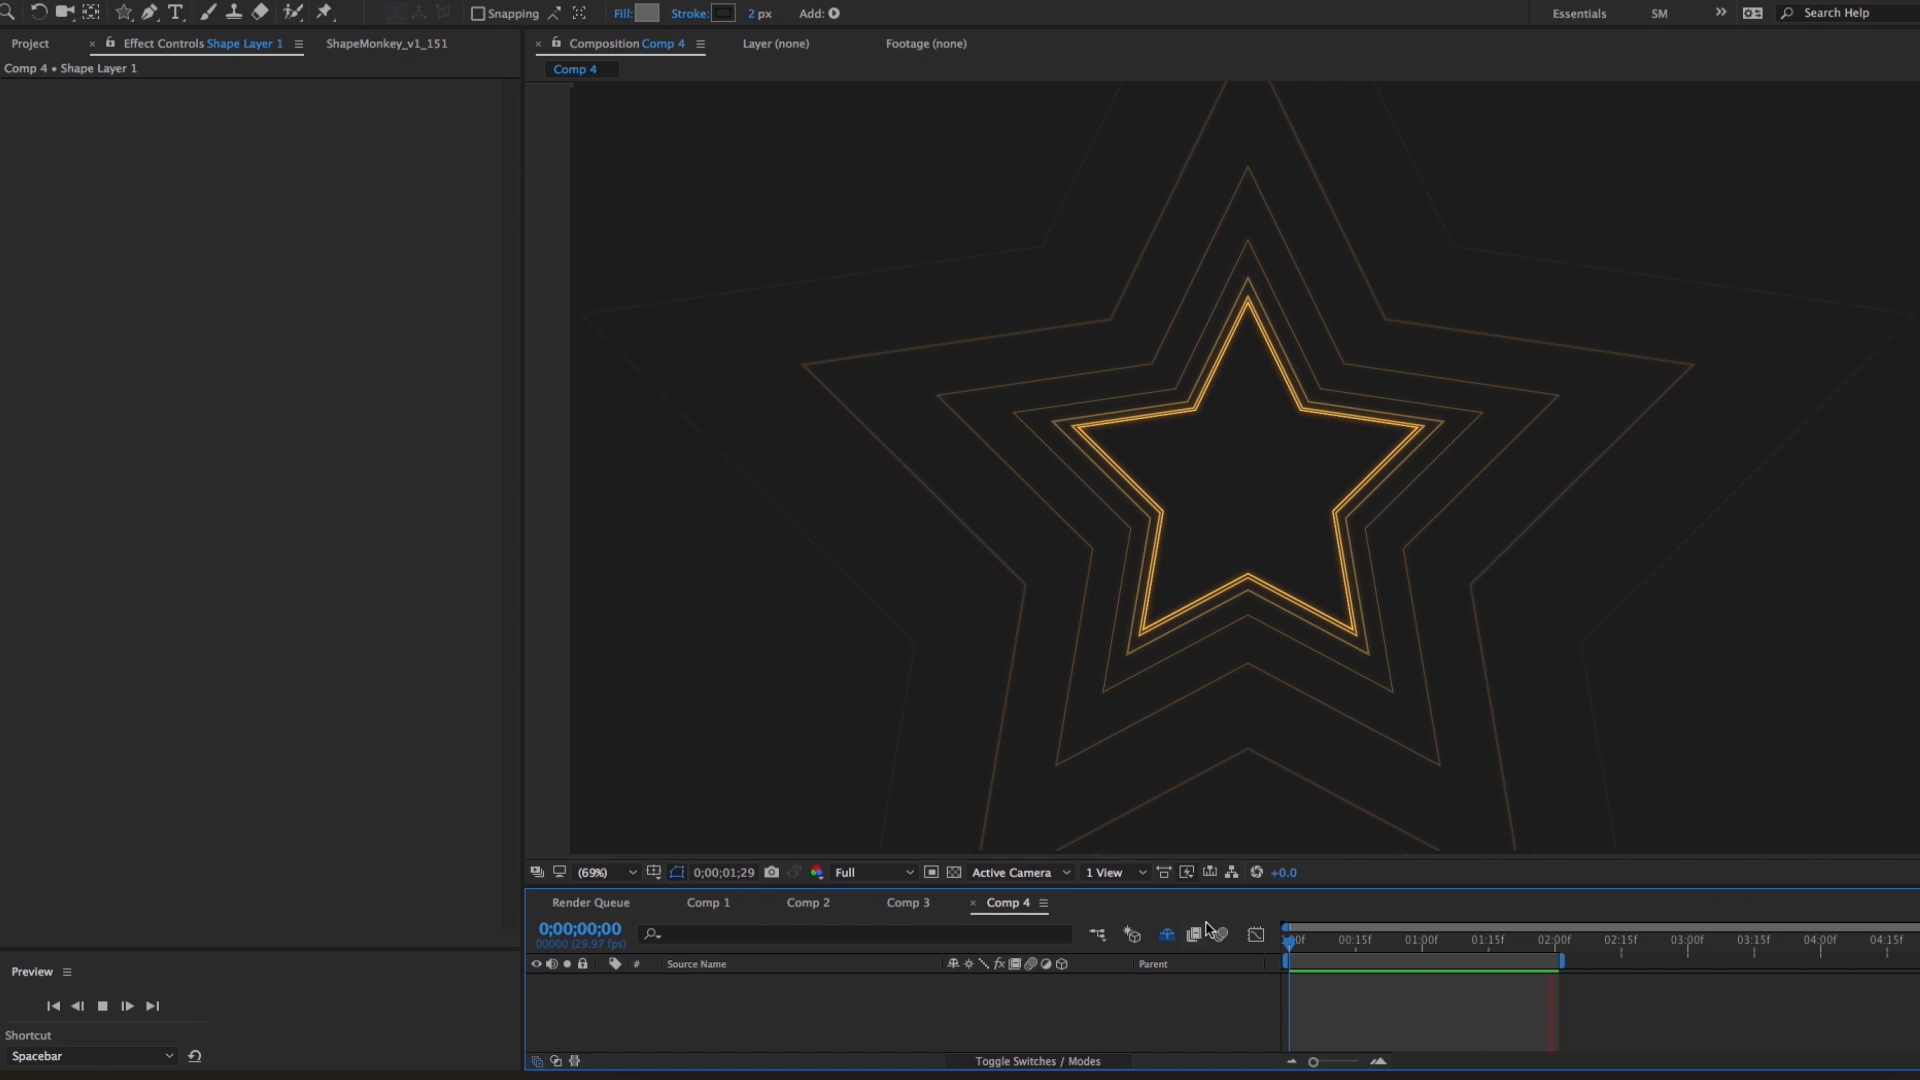 Snapping
Fill:
Stroke:
2 px
Add:
Essentials
SM
Search Help
Project
Effect Controls Shape Layer 1
ShapeMonkey_v1_151
Composition Comp 4
Layer (none)
Footage (none)
Comp 4 • Shape Layer 1
Comp 4
(69%)
0;00;01;29
Full
Active Camera
1 View
+0.0
Render Queue
Comp 1
Comp 2
Comp 3
Comp 4
0;00;00;00
00000 (29.97 fps)
00:15f
01:00f
01:15f
02:00f
02:15f
03:00f
03:15f
04:00f
04:15f
#
Source Name
fx
Parent
Preview
Shortcut
Spacebar
Toggle Switches / Modes